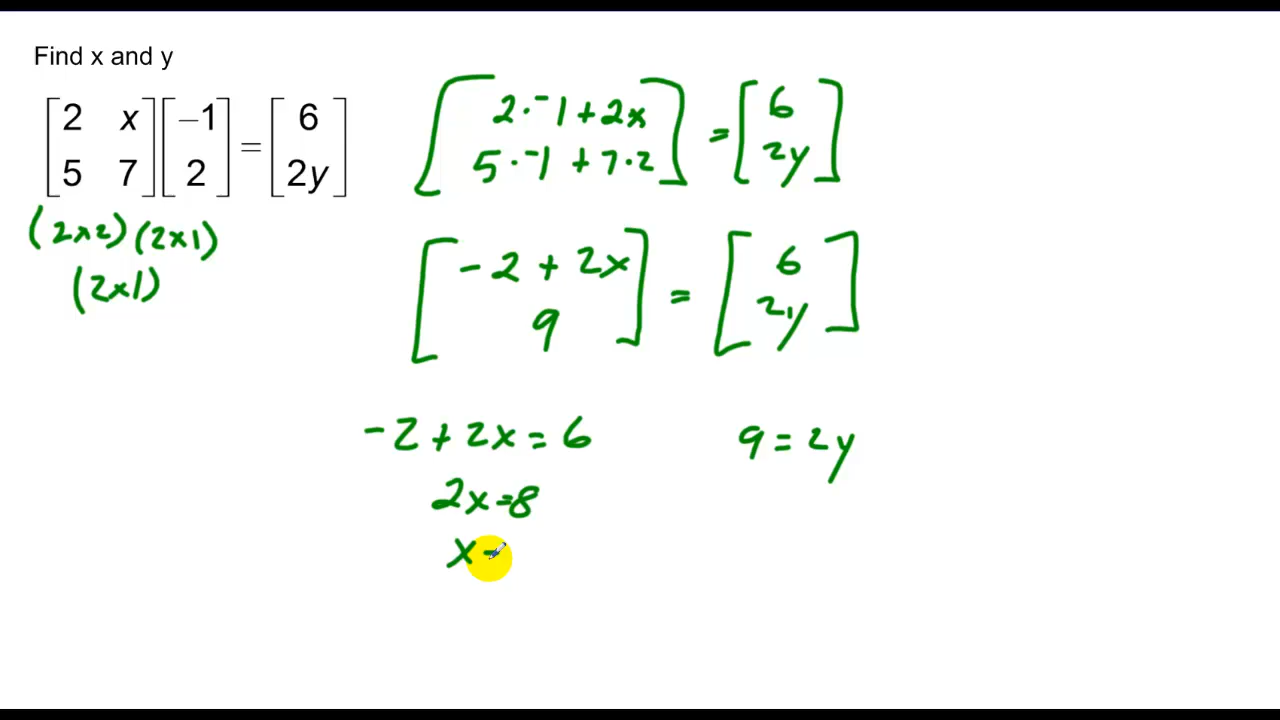 Find x and y
[2 x] [−1] = [6]
[5 7] [2] [2y]
(2x2) (2x1)
(2x1)
[2·-1+2x] = [6]
[5·-1+7·2] [2y]
[-2+2x] = [6]
[9] [2y]
-2+2x=6
2x=8
x-
9=2y